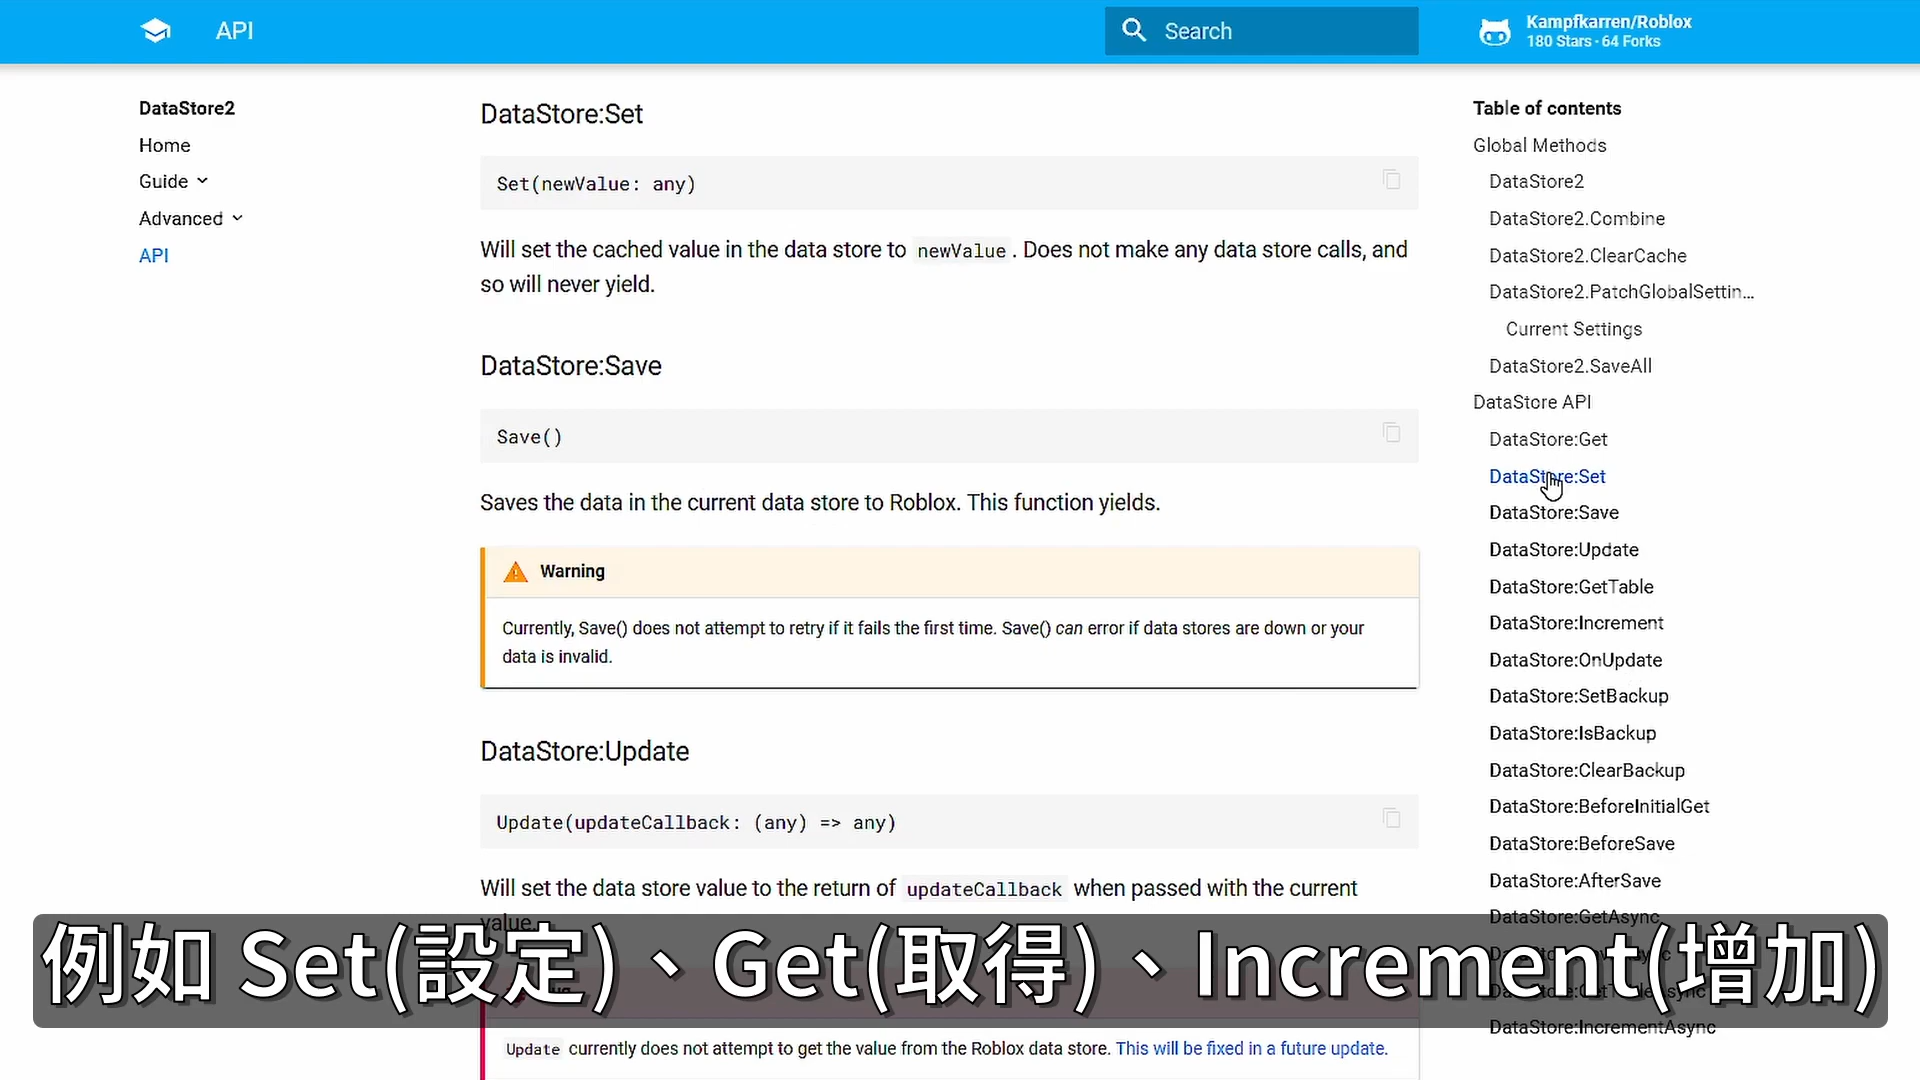 API
Search
Kampfkarren/Roblox
180 Stars · 64 Forks
DataStore2
Home
Guide
Advanced
API
DataStore:Set
Set(newValue: any)
Will set the cached value in the data store to newValue. Does not make any data store calls, and
so will never yield.
DataStore:Save
Save()
Saves the data in the current data store to Roblox. This function yields.
Warning
Currently, Save() does not attempt to retry if it fails the first time. Save() can error if data stores are down or your
data is invalid.
DataStore:Update
Update(updateCallback: (any) => any)
Will set the data store value to the return of updateCallback when passed with the current
value.
Update currently does not attempt to get the value from the Roblox data store. This will be fixed in a future update.
Table of contents
Global Methods
DataStore2
DataStore2.Combine
DataStore2.ClearCache
DataStore2.PatchGlobalSettin...
Current Settings
DataStore2.SaveAll
DataStore API
DataStore:Get
DataStore:Set
DataStore:Save
DataStore:Update
DataStore:GetTable
DataStore:Increment
DataStore:OnUpdate
DataStore:SetBackup
DataStore:IsBackup
DataStore:ClearBackup
DataStore:BeforeInitialGet
DataStore:BeforeSave
DataStore:AfterSave
DataStore:GetAsync
DataStore:IncrementAsync
例如 Set(設定)、Get(取得)、Increment(增加)